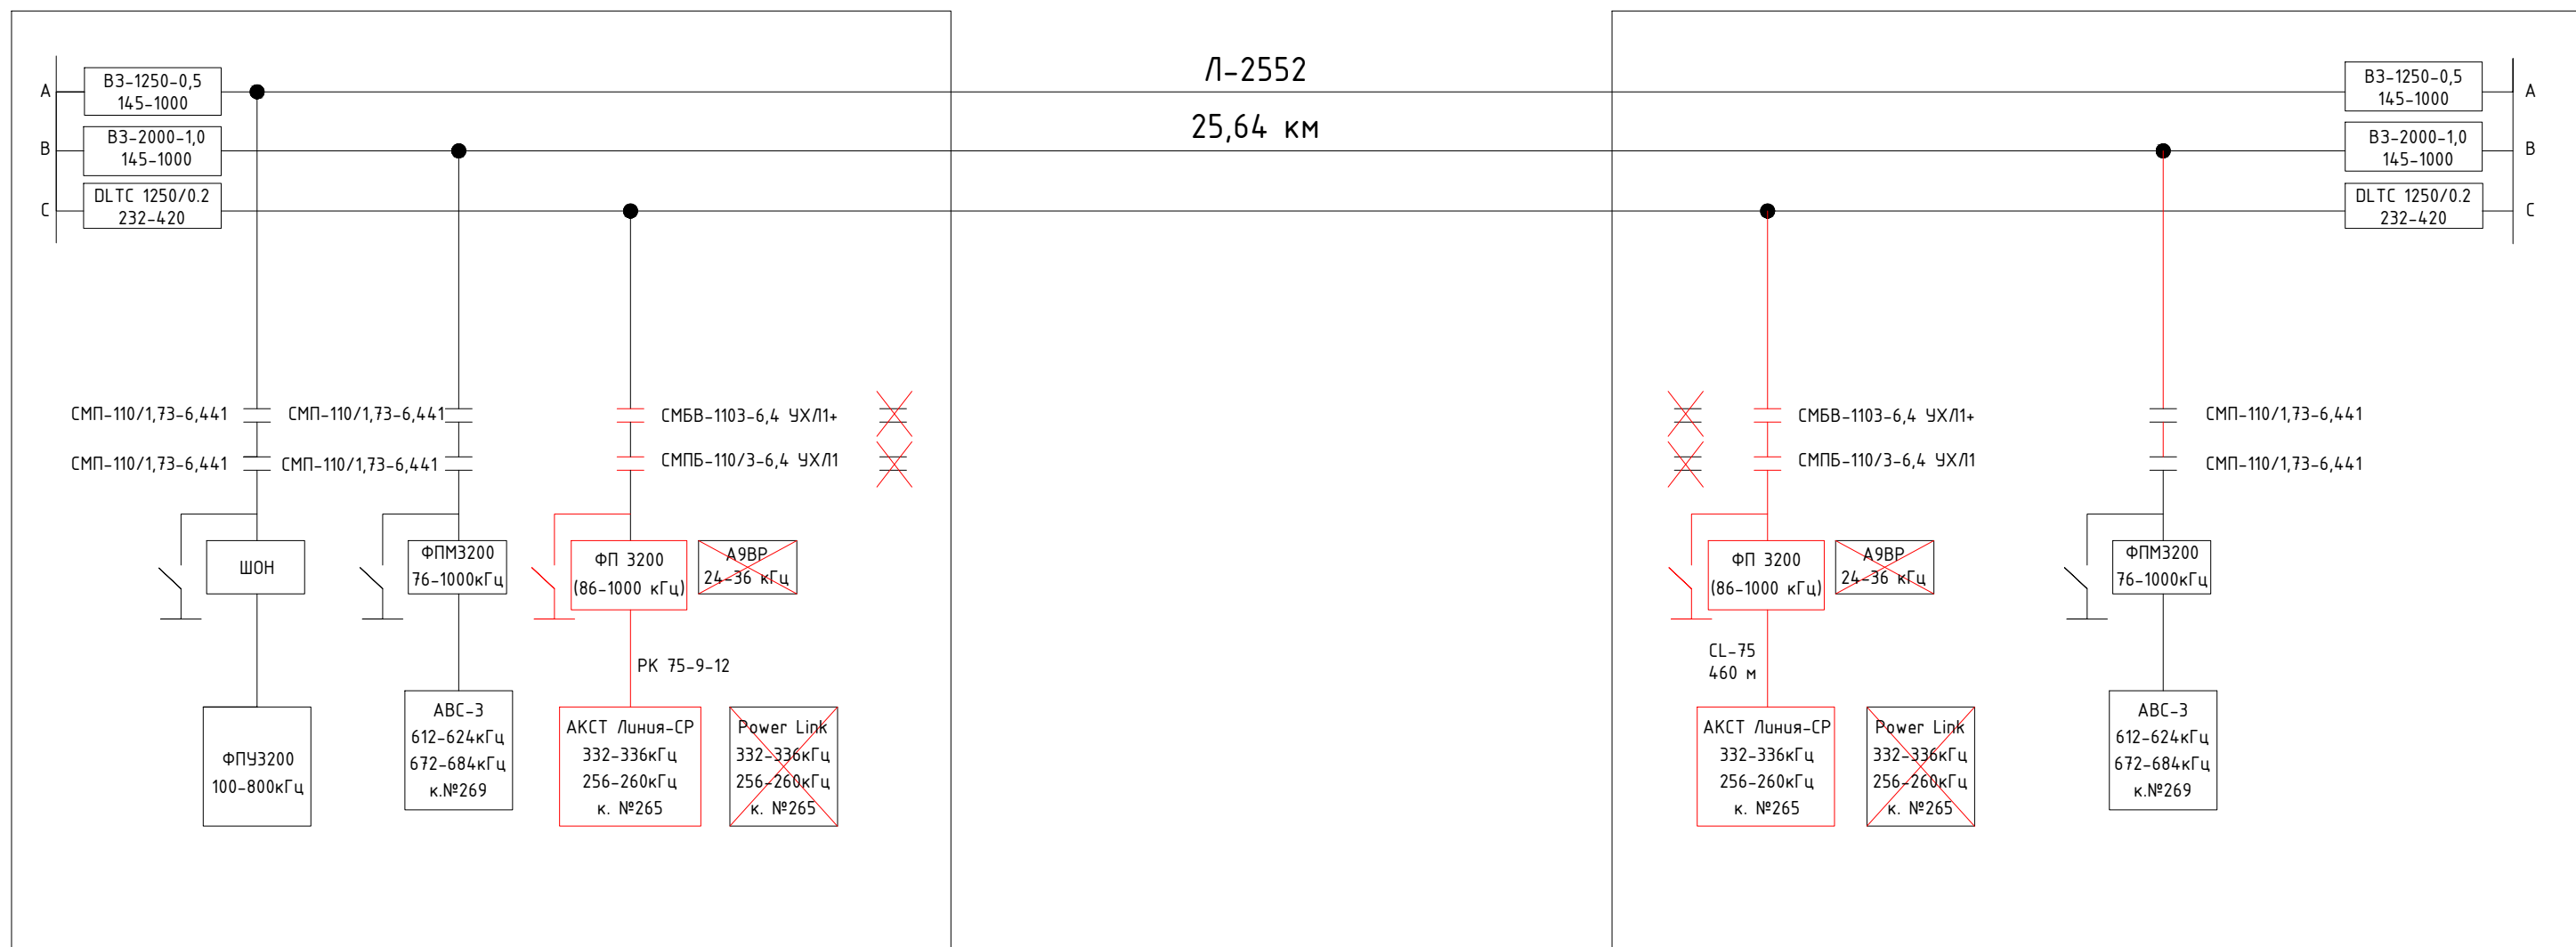 Л-2552
25,64 км
А
ВЗ-1250-0,5
145-1000
В
ВЗ-2000-1,0
145-1000
С
DLTC 1250/0.2
232-420
ВЗ-1250-0,5
145-1000
А
ВЗ-2000-1,0
145-1000
В
DLTC 1250/0.2
232-420
С
СМП-110/1,73-6,441
СМП-110/1,73-6,441
СМБВ-1103-6,4 УХЛ1+
СМБВ-1103-6,4 УХЛ1+
СМП-110/1,73-6,441
СМП-110/1,73-6,441
СМП-110/1,73-6,441
СМПБ-110/3-6,4 УХЛ1
СМПБ-110/3-6,4 УХЛ1
СМП-110/1,73-6,441
ШОН
ФПМ3200
76-1000кГц
ФП 3200
(86-1000 кГц)
А9ВР
24-36 кГц
ФП 3200
(86-1000 кГц)
А9ВР
24-36 кГц
ФПМ3200
76-1000кГц
РК 75-9-12
CL-75
460 м
ФПУ3200
100-800кГц
АВС-3
612-624кГц
672-684кГц
к.№269
АКСТ Линия-СР
332-336кГц
256-260кГц
к. №265
Power Link
332-336кГц
256-260кГц
к. №265
АКСТ Линия-СР
332-336кГц
256-260кГц
к. №265
Power Link
332-336кГц
256-260кГц
к. №265
АВС-3
612-624кГц
672-684кГц
к.№269